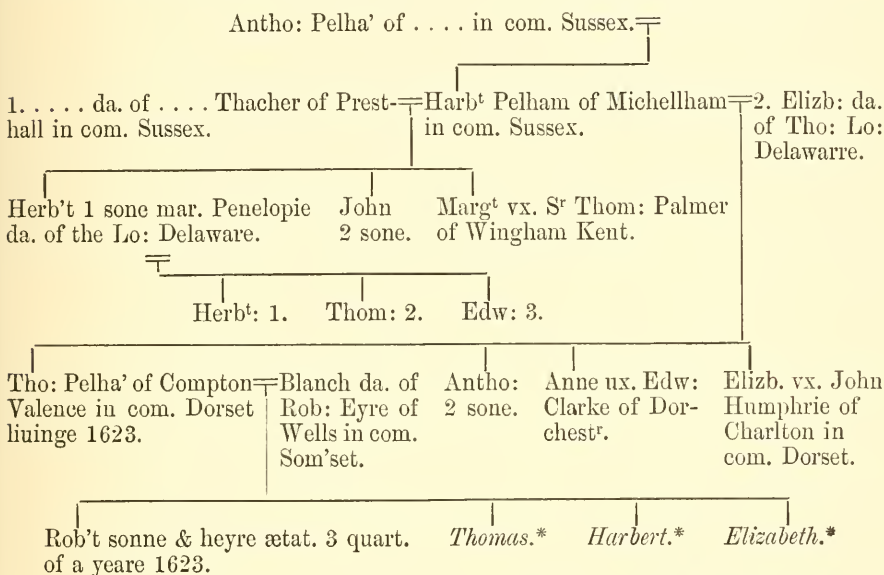 Antho: Pelha' of . . . . in com. Sussex.
1. . . . . da. of . . . . Thacher of Prest-
hall in com. Sussex.
Harbᵗ Pelham of Michellham
in com. Sussex.
2. Elizb: da.
of Tho: Lo:
Delawarre.
Herb't 1 sone mar. Penelopie
da. of the Lo: Delaware.
John
2 sone.
Margᵗ vx. Sʳ Thom: Palmer
of Wingham Kent.
Herbᵗ: 1.
Thom: 2.
Edw: 3.
Tho: Pelha' of Compton
Valence in com. Dorset
liuinge 1623.
Blanch da. of
Rob: Eyre of
Wells in com.
Som'set.
Antho:
2 sone.
Anne ux. Edw:
Clarke of Dor-
chestʳ.
Elizb. vx. John
Humphrie of
Charlton in
com. Dorset.
Rob't sonne & heyre ætat. 3 quart.
of a yeare 1623.
Thomas.*
Harbert.*
Elizabeth.*